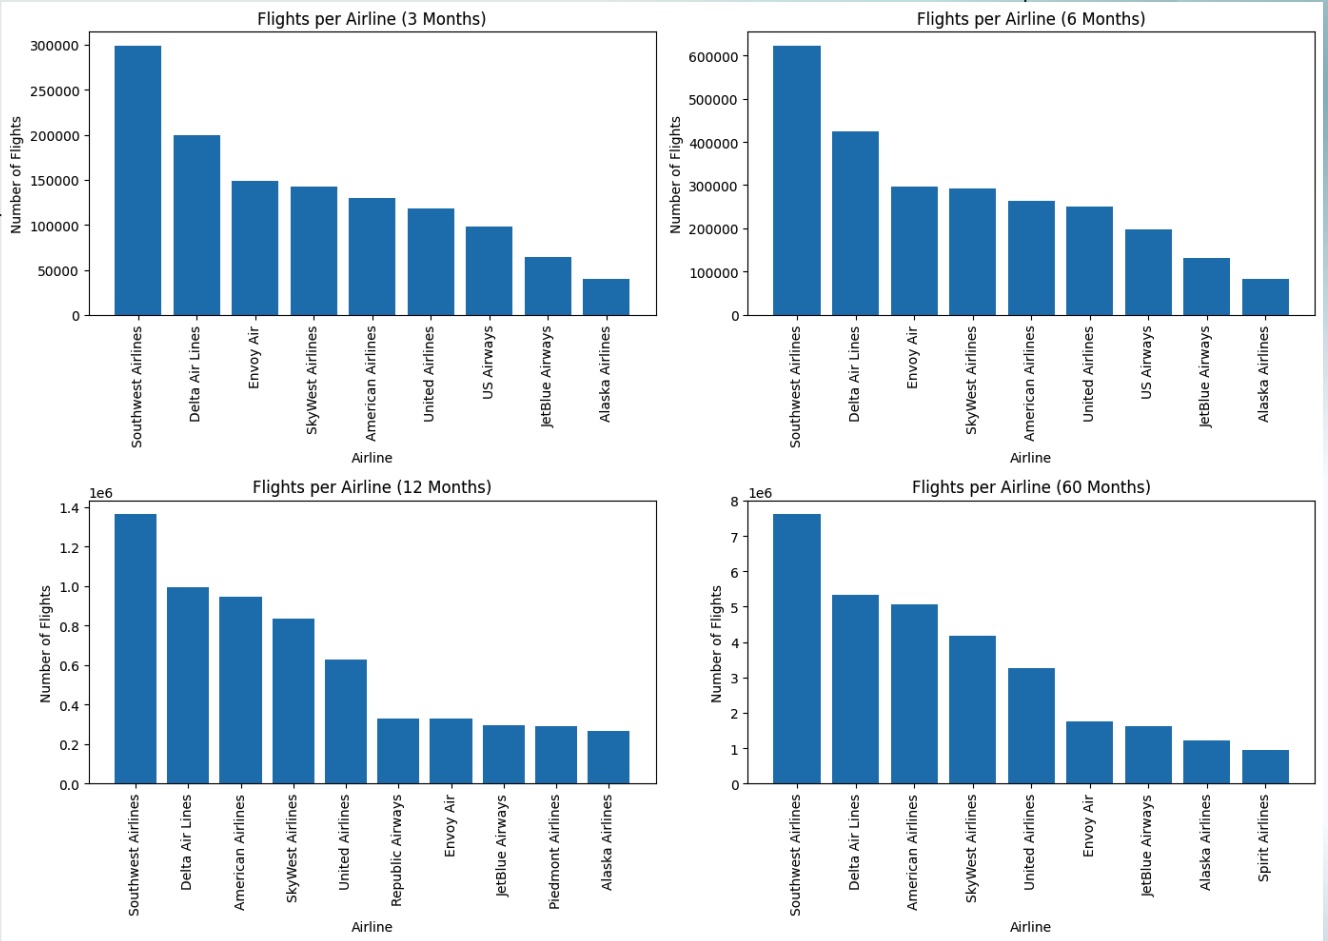 Flights per Airline (3 Months)
Number of Flights
300000
250000
200000
150000
100000
50000
0
Southwest Airlines
Delta Air Lines
Envoy Air
SkyWest Airlines
American Airlines
United Airlines
US Airways
JetBlue Airways
Alaska Airlines
Airline
Flights per Airline (6 Months)
Number of Flights
600000
500000
400000
300000
200000
100000
0
Southwest Airlines
Delta Air Lines
Envoy Air
SkyWest Airlines
American Airlines
United Airlines
US Airways
JetBlue Airways
Alaska Airlines
Airline
Flights per Airline (12 Months)
1e6
Number of Flights
1.4
1.2
1.0
0.8
0.6
0.4
0.2
0.0
Southwest Airlines
Delta Air Lines
American Airlines
SkyWest Airlines
United Airlines
Republic Airways
Envoy Air
JetBlue Airways
Piedmont Airlines
Alaska Airlines
Airline
Flights per Airline (60 Months)
1e6
Number of Flights
8
7
6
5
4
3
2
1
0
Southwest Airlines
Delta Air Lines
American Airlines
SkyWest Airlines
United Airlines
Envoy Air
JetBlue Airways
Alaska Airlines
Spirit Airlines
Airline